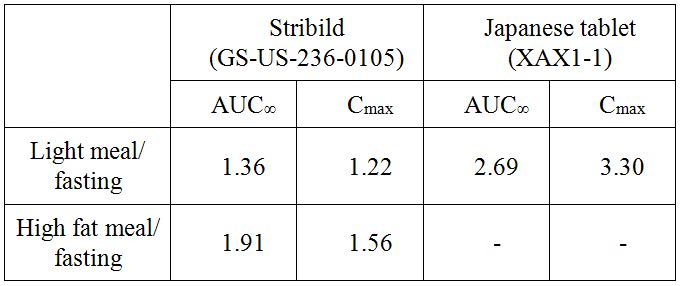 Stribild
(GS-US-236-0105)
Japanese tablet
(XAX1-1)
AUC∞
Cmax
AUC∞
Cmax
Light meal/
fasting
1.36
1.22
2.69
3.30
High fat meal/
fasting
1.91
1.56
-
-